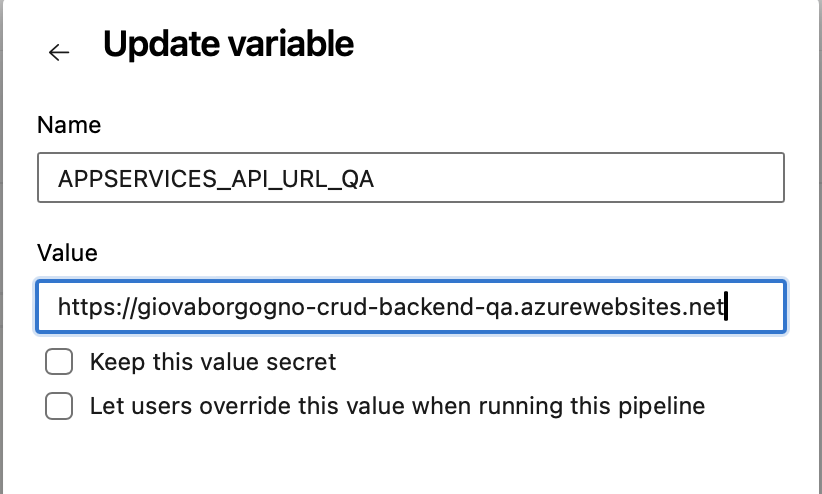 Update variable
Name
APPSERVICES_API_URL_QA
Value
https://giovaborgogno-crud-backend-qa.azurewebsites.net
Keep this value secret
Let users override this value when running this pipeline